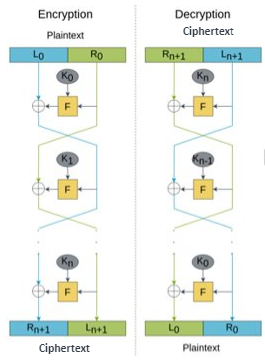 Encryption
Plaintext
L0 R0
K0
F
K1
F
Kn
F
Rn+1 Ln+1
Ciphertext
Decryption
Ciphertext
Rn+1 Ln+1
Kn
F
Kn-1
F
K0
F
L0 R0
Plaintext